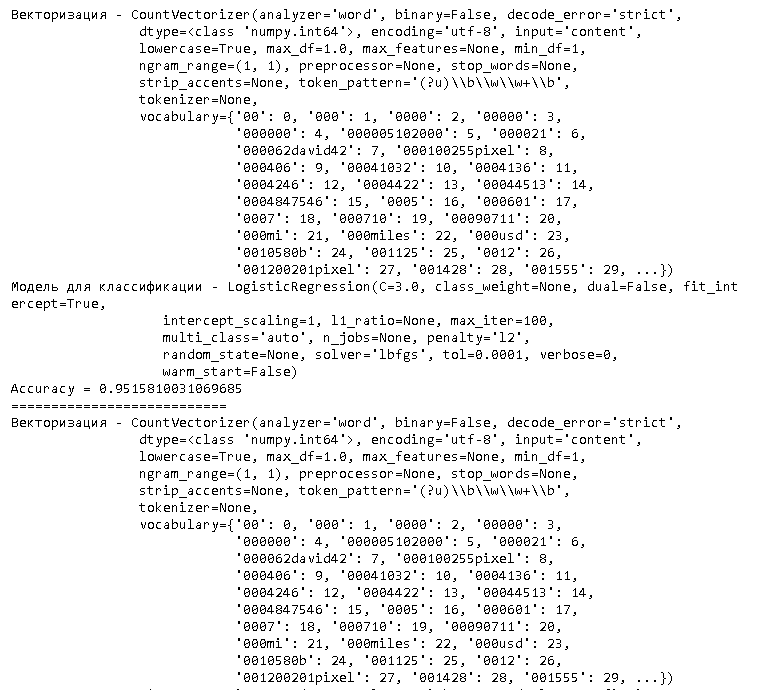 Векторизация - CountVectorizer(analyzer='word', binary=False, decode_error='strict',
dtype=<class 'numpy.int64'>, encoding='utf-8', input='content',
lowercase=True, max_df=1.0, max_features=None, min_df=1,
ngram_range=(1, 1), preprocessor=None, stop_words=None,
strip_accents=None, token_pattern='(?u)\\b\\w\\w+\\b',
tokenizer=None,
vocabulary={'00': 0, '000': 1, '0000': 2, '00000': 3,
'000000': 4, '000005102000': 5, '000021': 6,
'000062david42': 7, '000100255pixel': 8,
'000406': 9, '00041032': 10, '0004136': 11,
'0004246': 12, '0004422': 13, '00044513': 14,
'0004847546': 15, '0005': 16, '000601': 17,
'0007': 18, '000710': 19, '00090711': 20,
'000mi': 21, '000miles': 22, '000usd': 23,
'0010580b': 24, '001125': 25, '0012': 26,
'001200201pixel': 27, '001428': 28, '001555': 29, ...})
Модель для классификации - LogisticRegression(C=3.0, class_weight=None, dual=False, fit_int
ercept=True,
intercept_scaling=1, l1_ratio=None, max_iter=100,
multi_class='auto', n_jobs=None, penalty='l2',
random_state=None, solver='lbfgs', tol=0.0001, verbose=0,
warm_start=False)
Accuracy = 0.9515810031069685
===========================
Векторизация - CountVectorizer(analyzer='word', binary=False, decode_error='strict',
dtype=<class 'numpy.int64'>, encoding='utf-8', input='content',
lowercase=True, max_df=1.0, max_features=None, min_df=1,
ngram_range=(1, 1), preprocessor=None, stop_words=None,
strip_accents=None, token_pattern='(?u)\\b\\w\\w+\\b',
tokenizer=None,
vocabulary={'00': 0, '000': 1, '0000': 2, '00000': 3,
'000000': 4, '000005102000': 5, '000021': 6,
'000062david42': 7, '000100255pixel': 8,
'000406': 9, '00041032': 10, '0004136': 11,
'0004246': 12, '0004422': 13, '00044513': 14,
'0004847546': 15, '0005': 16, '000601': 17,
'0007': 18, '000710': 19, '00090711': 20,
'000mi': 21, '000miles': 22, '000usd': 23,
'0010580b': 24, '001125': 25, '0012': 26,
'001200201pixel': 27, '001428': 28, '001555': 29, ...})